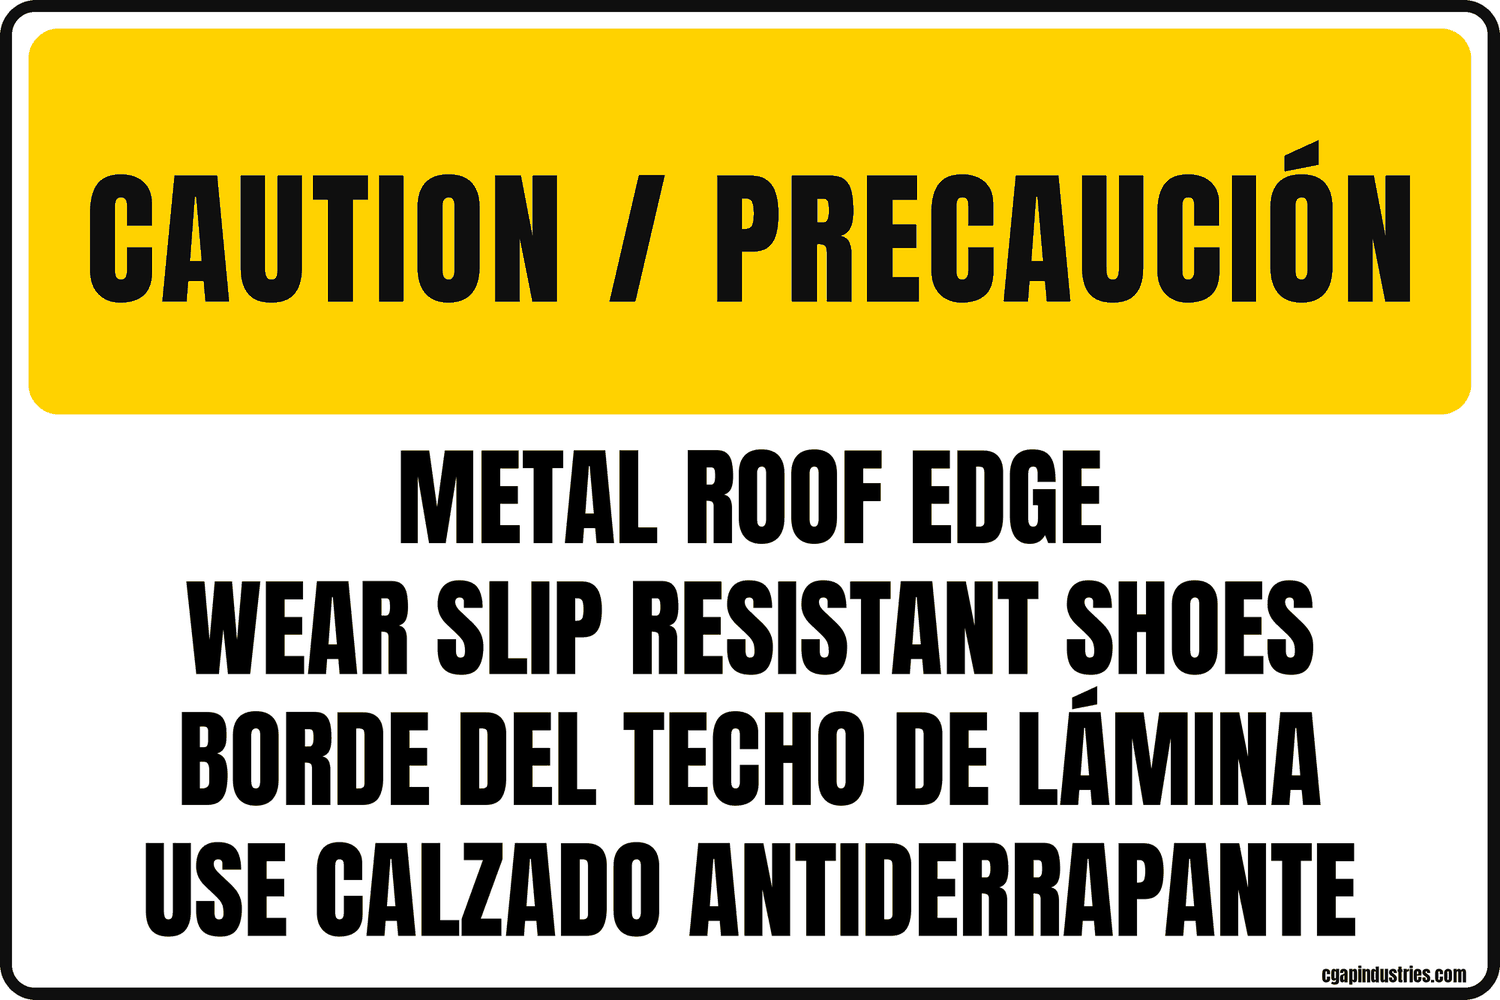 CAUTION / PRECAUCIÓN
METAL ROOF EDGE
WEAR SLIP RESISTANT SHOES
BORDE DEL TECHO DE LÁMINA
USE CALZADO ANTIDERRAPANTE
cgapindustries.com